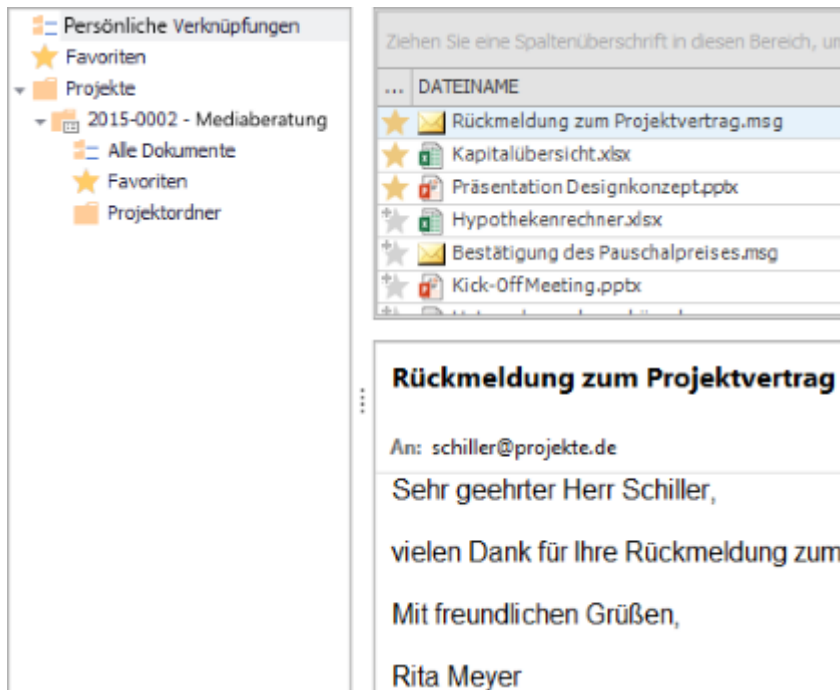 Persönliche Verknüpfungen
Favoriten
Projekte
2015-0002 - Mediaberatung
Alle Dokumente
Favoriten
Projektordner
Ziehen Sie eine Spaltenüberschrift in diesen Bereich, um
... DATEINAME
Rückmeldung zum Projektvertrag.msg
Kapitalübersicht.xlsx
Präsentation Designkonzept.pptx
Hypothekenrechner.xlsx
Bestätigung des Pauschalpreises.msg
Kick-Off Meeting.pptx
Rückmeldung zum Projektvertrag
An: schiller@projekte.de
Sehr geehrter Herr Schiller,
vielen Dank für Ihre Rückmeldung zum
Mit freundlichen Grüßen,
Rita Meyer